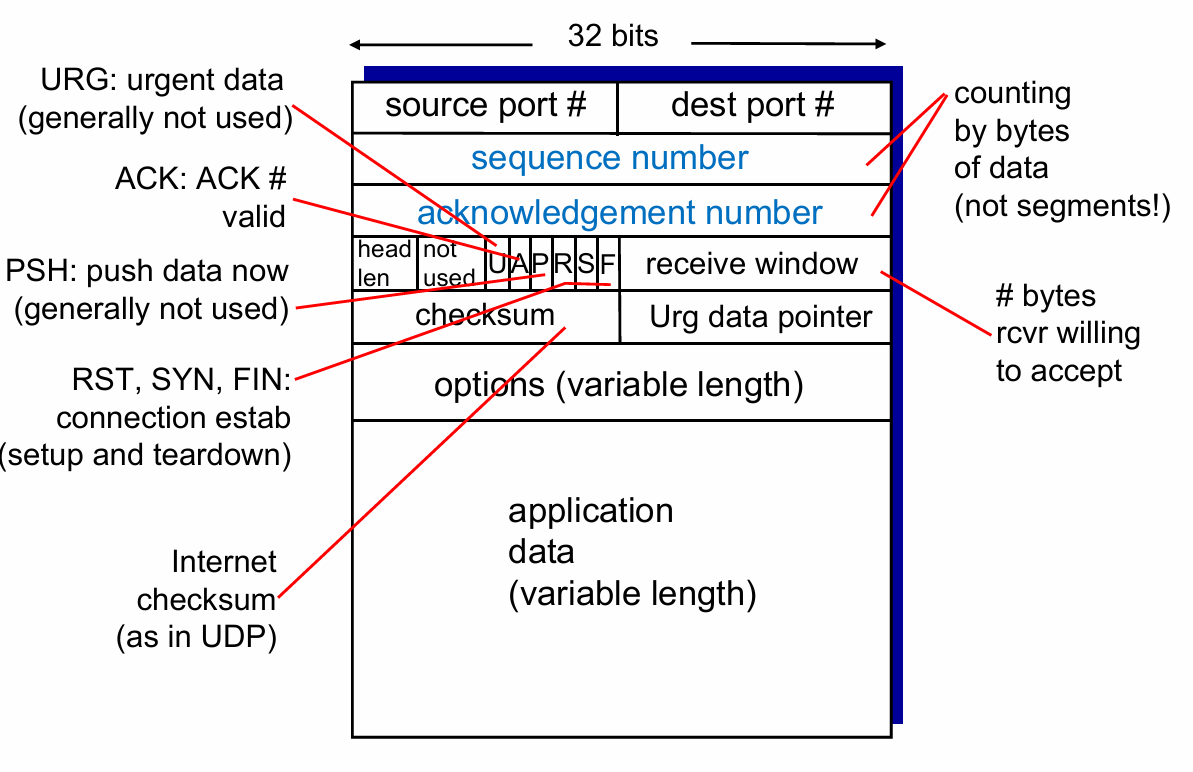 32 bits
URG: urgent data
(generally not used)
ACK: ACK #
valid
PSH: push data now
(generally not used)
RST, SYN, FIN:
connection estab
(setup and teardown)
Internet
checksum
(as in UDP)
source port #
dest port #
sequence number
acknowledgement number
head
len
not
used
U
A
P
R
S
F
receive window
checksum
Urg data pointer
options (variable length)
application
data
(variable length)
counting
by bytes
of data
(not segments!)
# bytes
rcvr willing
to accept